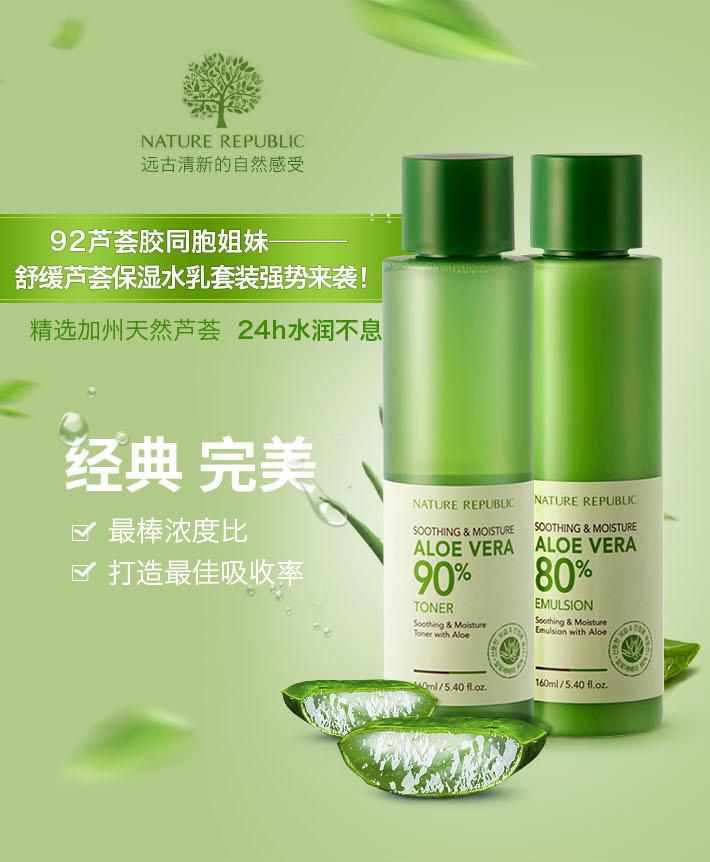 NATURE REPUBLIC
远古清新的自然感受
92芦荟胶同胞姐妹———
舒缓芦荟保湿水乳套装强势来袭!
精选加州天然芦荟 24h水润不息
经典 完美
最棒浓度比
打造最佳吸收率
NATURE REPUBLIC
SOOTHING & MOISTURE
ALOE VERA
90%
TONER
Soothing & Moisture
Toner with Aloe
160ml / 5.40 fl.oz.
NATURE REPUBLIC
SOOTHING & MOISTURE
ALOE VERA
80%
EMULSION
Soothing & Moisture
Emulsion with Aloe
160ml / 5.40 fl.oz.